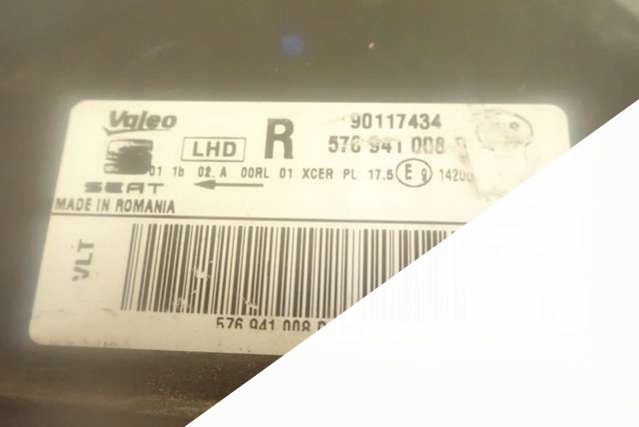 Valeo
LHD R 90117434
576 941 008
01 1b 02.A 00RL 01 XCER PL 17.5 E 9
SEAT
MADE IN ROMANIA
VLT
576 941 008